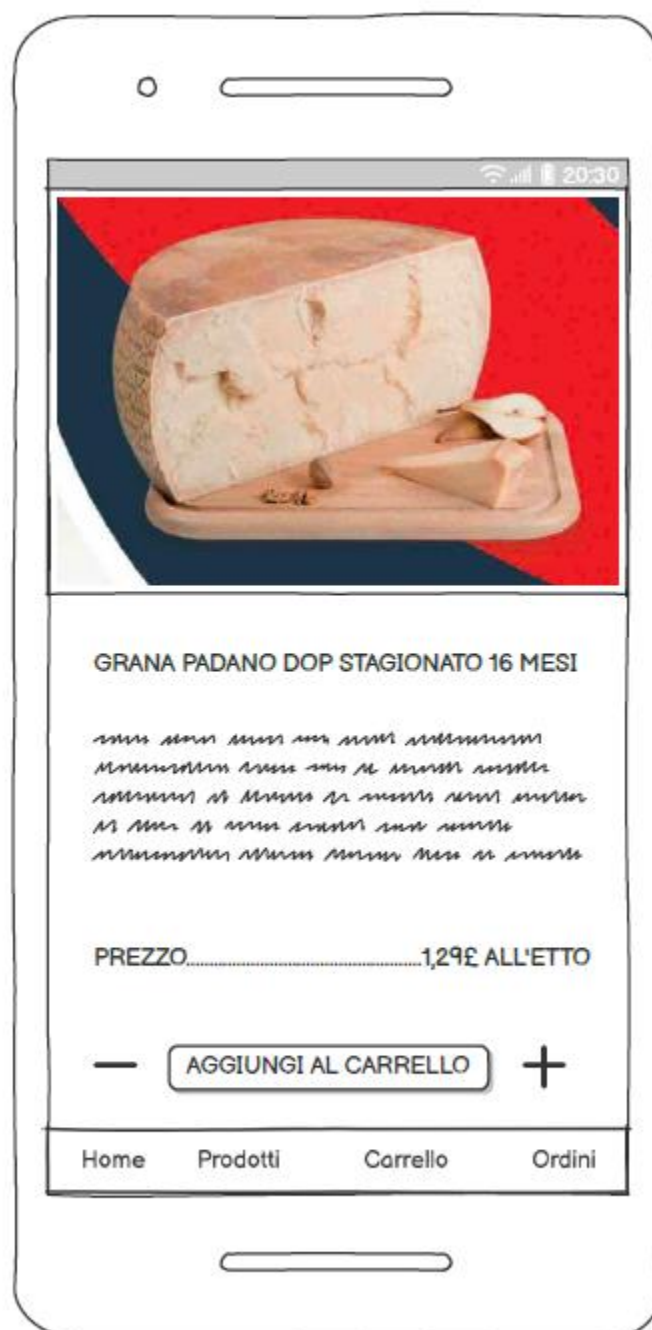 20:30
GRANA PADANO DOP STAGIONATO 16 MESI
PREZZO.......................................................1,29£ ALL'ETTO
AGGIUNGI AL CARRELLO
Home Prodotti Carrello Ordini